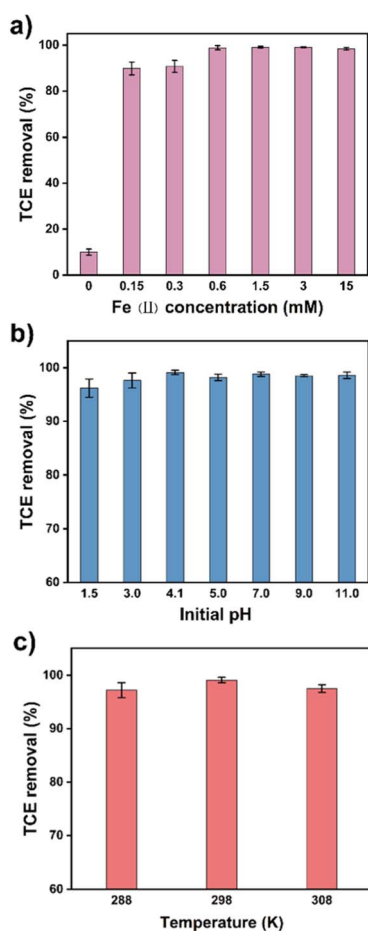 a)
TCE removal (%)
100
80
60
40
20
0
0 0.15 0.3 0.6 1.5 3 15
Fe (II) concentration (mM)
b)
TCE removal (%)
100
90
80
70
60
1.5 3.0 4.1 5.0 7.0 9.0 11.0
Initial pH
c)
TCE removal (%)
100
90
80
70
60
288 298 308
Temperature (K)